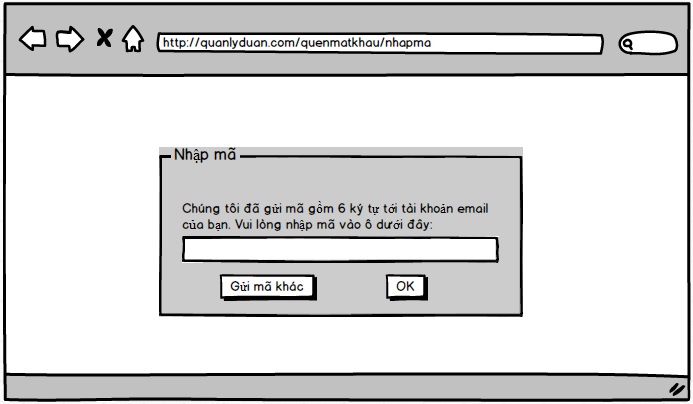 http://quanlyduan.com/quenmatkhau/nhapma
Nhập mã
Chúng tôi đã gửi mã gồm 6 ký tự tới tài khoản email
của bạn. Vui lòng nhập mã vào ô dưới đây:
Gửi mã khác
OK